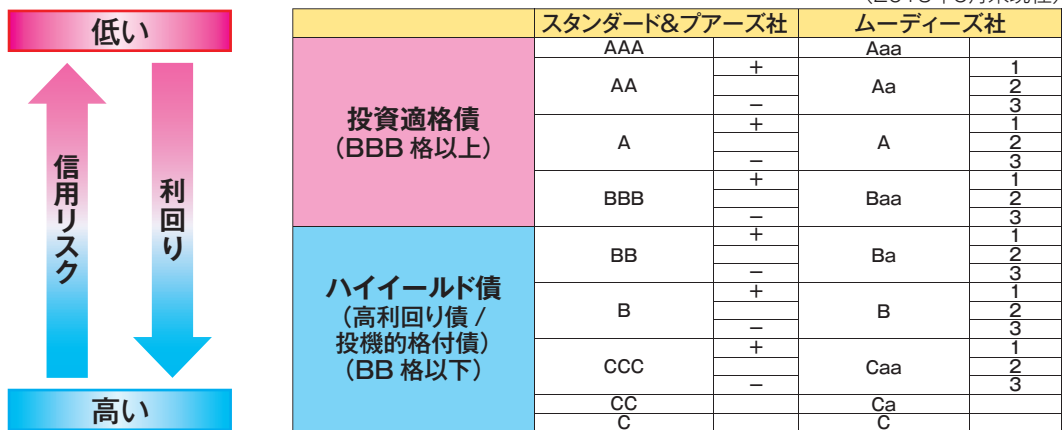 低い
信用リスク
利回り
高い
スタンダード&プアーズ社 ムーディーズ社
投資適格債
（BBB 格以上）
ハイイールド債
（高利回り債 /
投機的格付債）
（BB 格以下）
AAA Aaa
+ 1
AA Aa 2
− 3
+ 1
A A 2
− 3
+ 1
BBB Baa 2
− 3
+ 1
BB Ba 2
− 3
+ 1
B B 2
− 3
+ 1
CCC Caa 2
− 3
CC Ca
C C